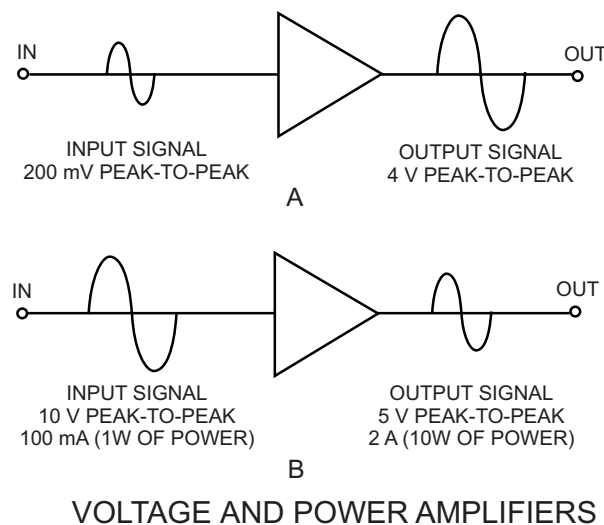 IN
OUT
INPUT SIGNAL
200 mV PEAK-TO-PEAK
OUTPUT SIGNAL
4 V PEAK-TO-PEAK
A
IN
OUT
INPUT SIGNAL
10 V PEAK-TO-PEAK
100 mA (1W OF POWER)
OUTPUT SIGNAL
5 V PEAK-TO-PEAK
2 A (10W OF POWER)
B
VOLTAGE AND POWER AMPLIFIERS